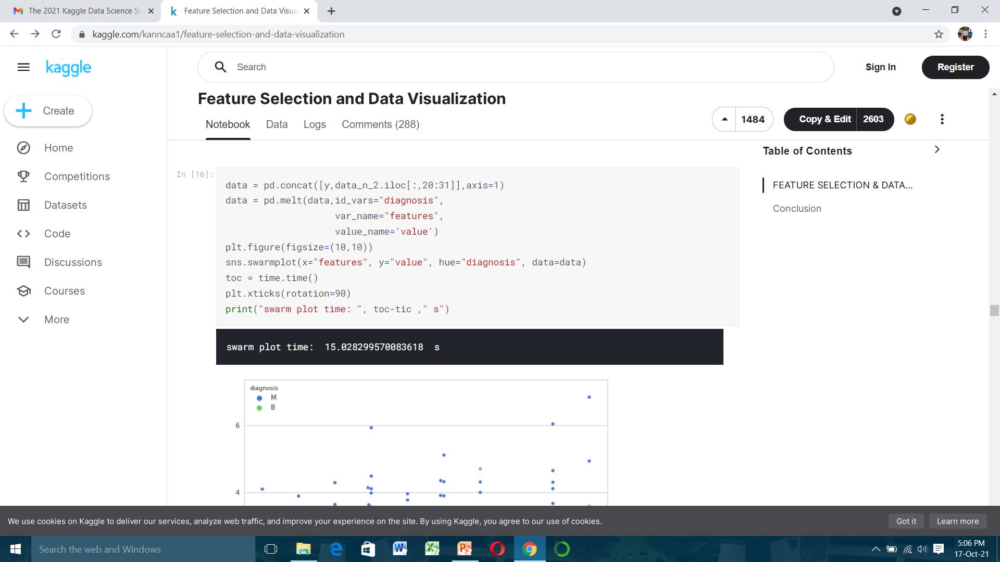 The 2021 Kaggle Data Science Su
Feature Selection and Data Visua
kaggle.com/kanncaa1/feature-selection-and-data-visualization
kaggle
Search
Sign In
Register
Create
Home
Competitions
Datasets
Code
Discussions
Courses
More
Feature Selection and Data Visualization
Notebook
Data
Logs
Comments (288)
1484
Copy & Edit
2603
Table of Contents
FEATURE SELECTION & DATA...
Conclusion
In [16]:
data = pd.concat([y,data_n_2.iloc[:,20:31]],axis=1)
data = pd.melt(data,id_vars="diagnosis",
var_name="features",
value_name='value')
plt.figure(figsize=(10,10))
sns.swarmplot(x="features", y="value", hue="diagnosis", data=data)
toc = time.time()
plt.xticks(rotation=90)
print("swarm plot time: ", toc-tic ," s")
swarm plot time:  15.028299570083618  s
diagnosis
M
B
6
4
We use cookies on Kaggle to deliver our services, analyze web traffic, and improve your experience on the site. By using Kaggle, you agree to our use of cookies.
Got it
Learn more
Search the web and Windows
5:06 PM
17-Oct-21